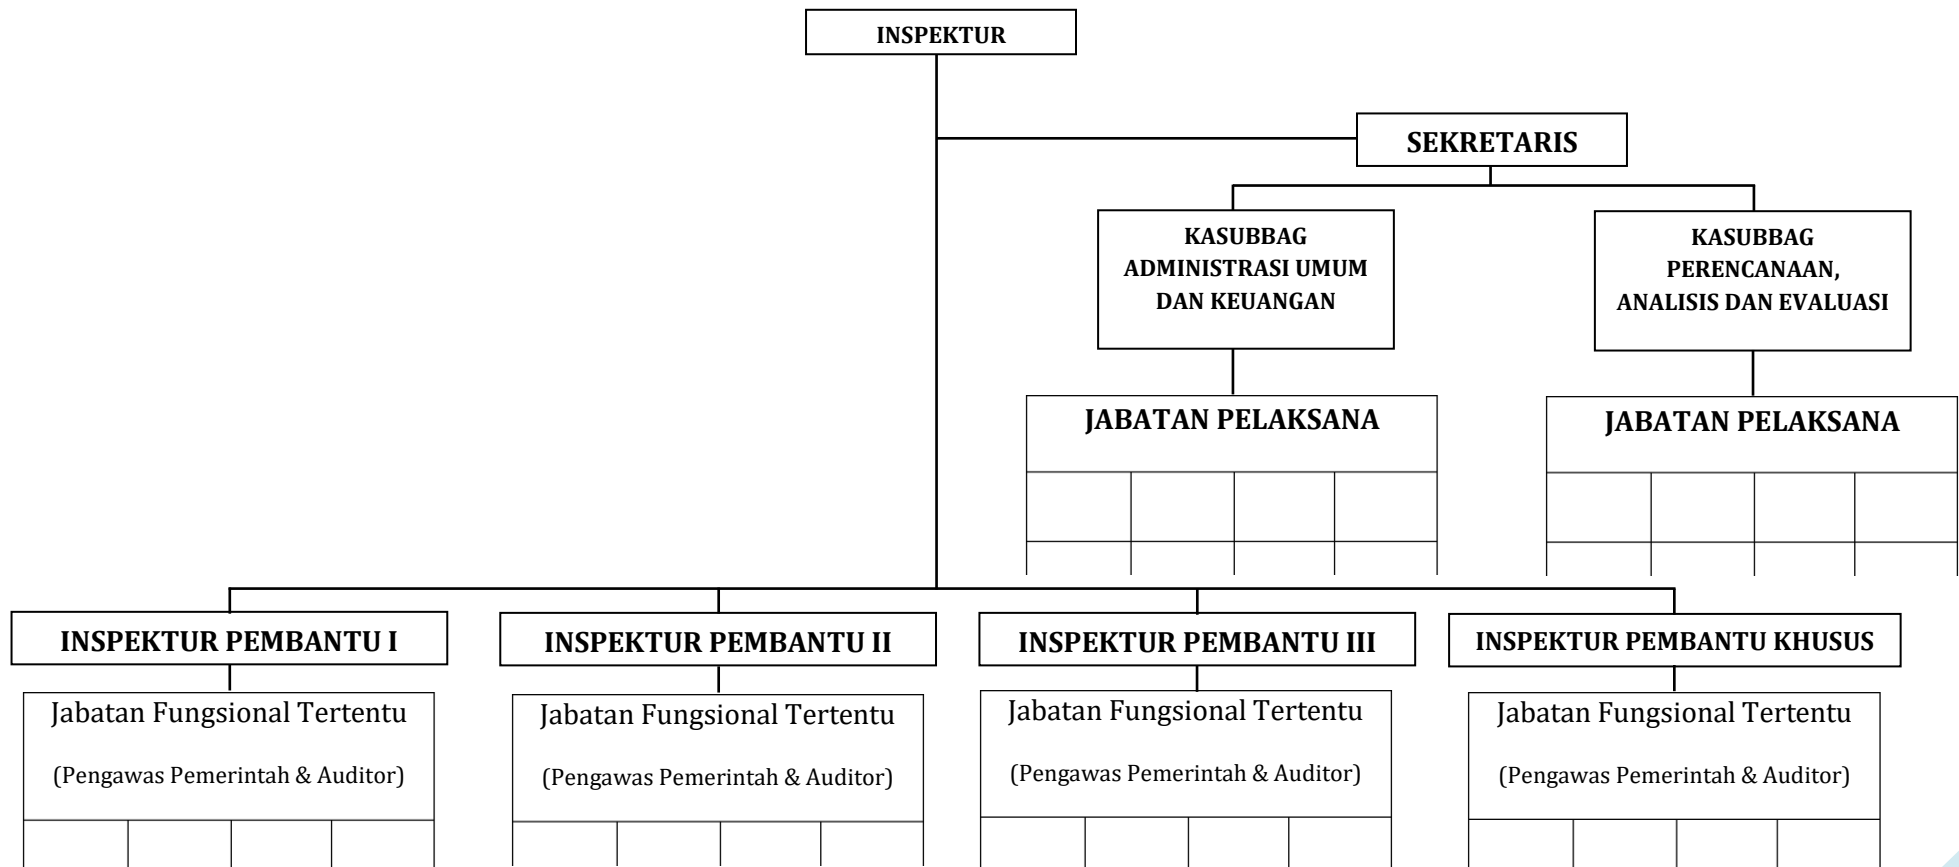 INSPEKTUR
SEKRETARIS
KASUBBAG
ADMINISTRASI UMUM
DAN KEUANGAN
KASUBBAG
PERENCANAAN,
ANALISIS DAN EVALUASI
JABATAN PELAKSANA
JABATAN PELAKSANA
INSPEKTUR PEMBANTU I
INSPEKTUR PEMBANTU II
INSPEKTUR PEMBANTU III
INSPEKTUR PEMBANTU KHUSUS
Jabatan Fungsional Tertentu
(Pengawas Pemerintah & Auditor)
Jabatan Fungsional Tertentu
(Pengawas Pemerintah & Auditor)
Jabatan Fungsional Tertentu
(Pengawas Pemerintah & Auditor)
Jabatan Fungsional Tertentu
(Pengawas Pemerintah & Auditor)